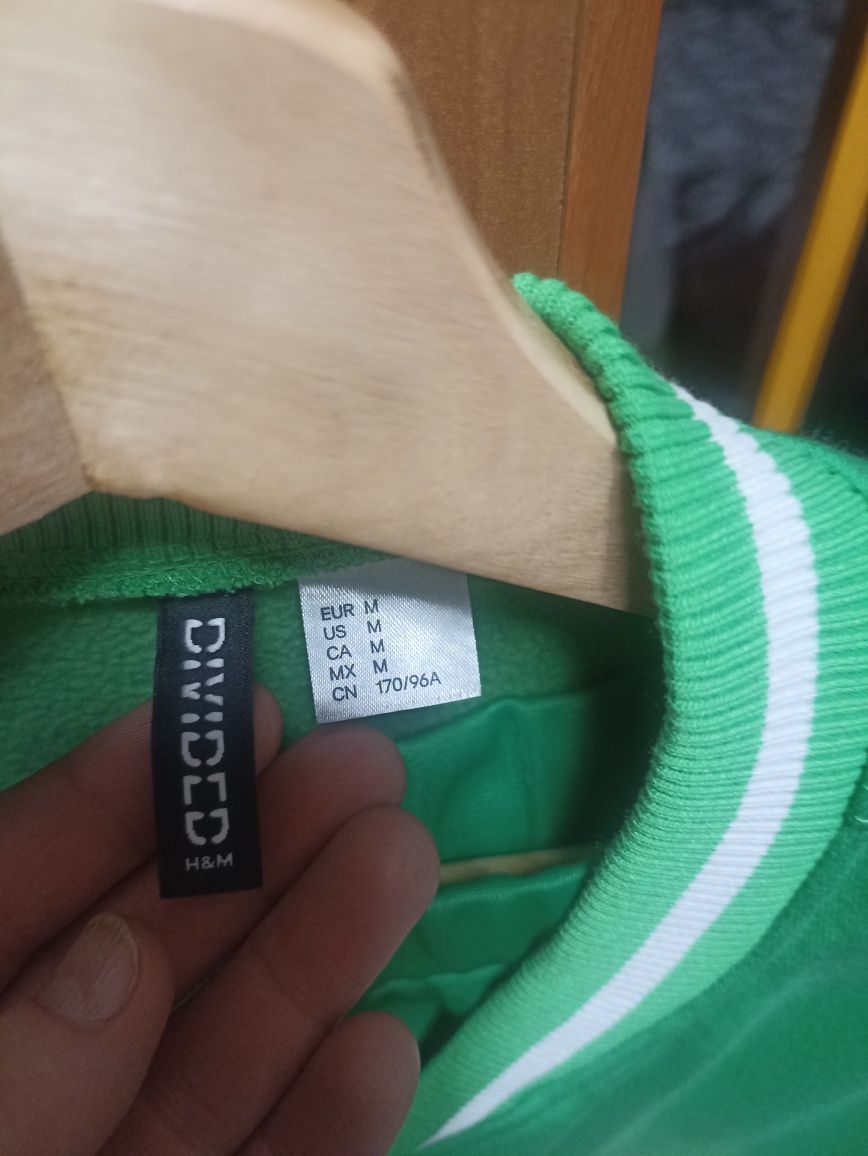 DIVIDED
H&M
EUR M
US M
CA M
MX M
CN 170/96A